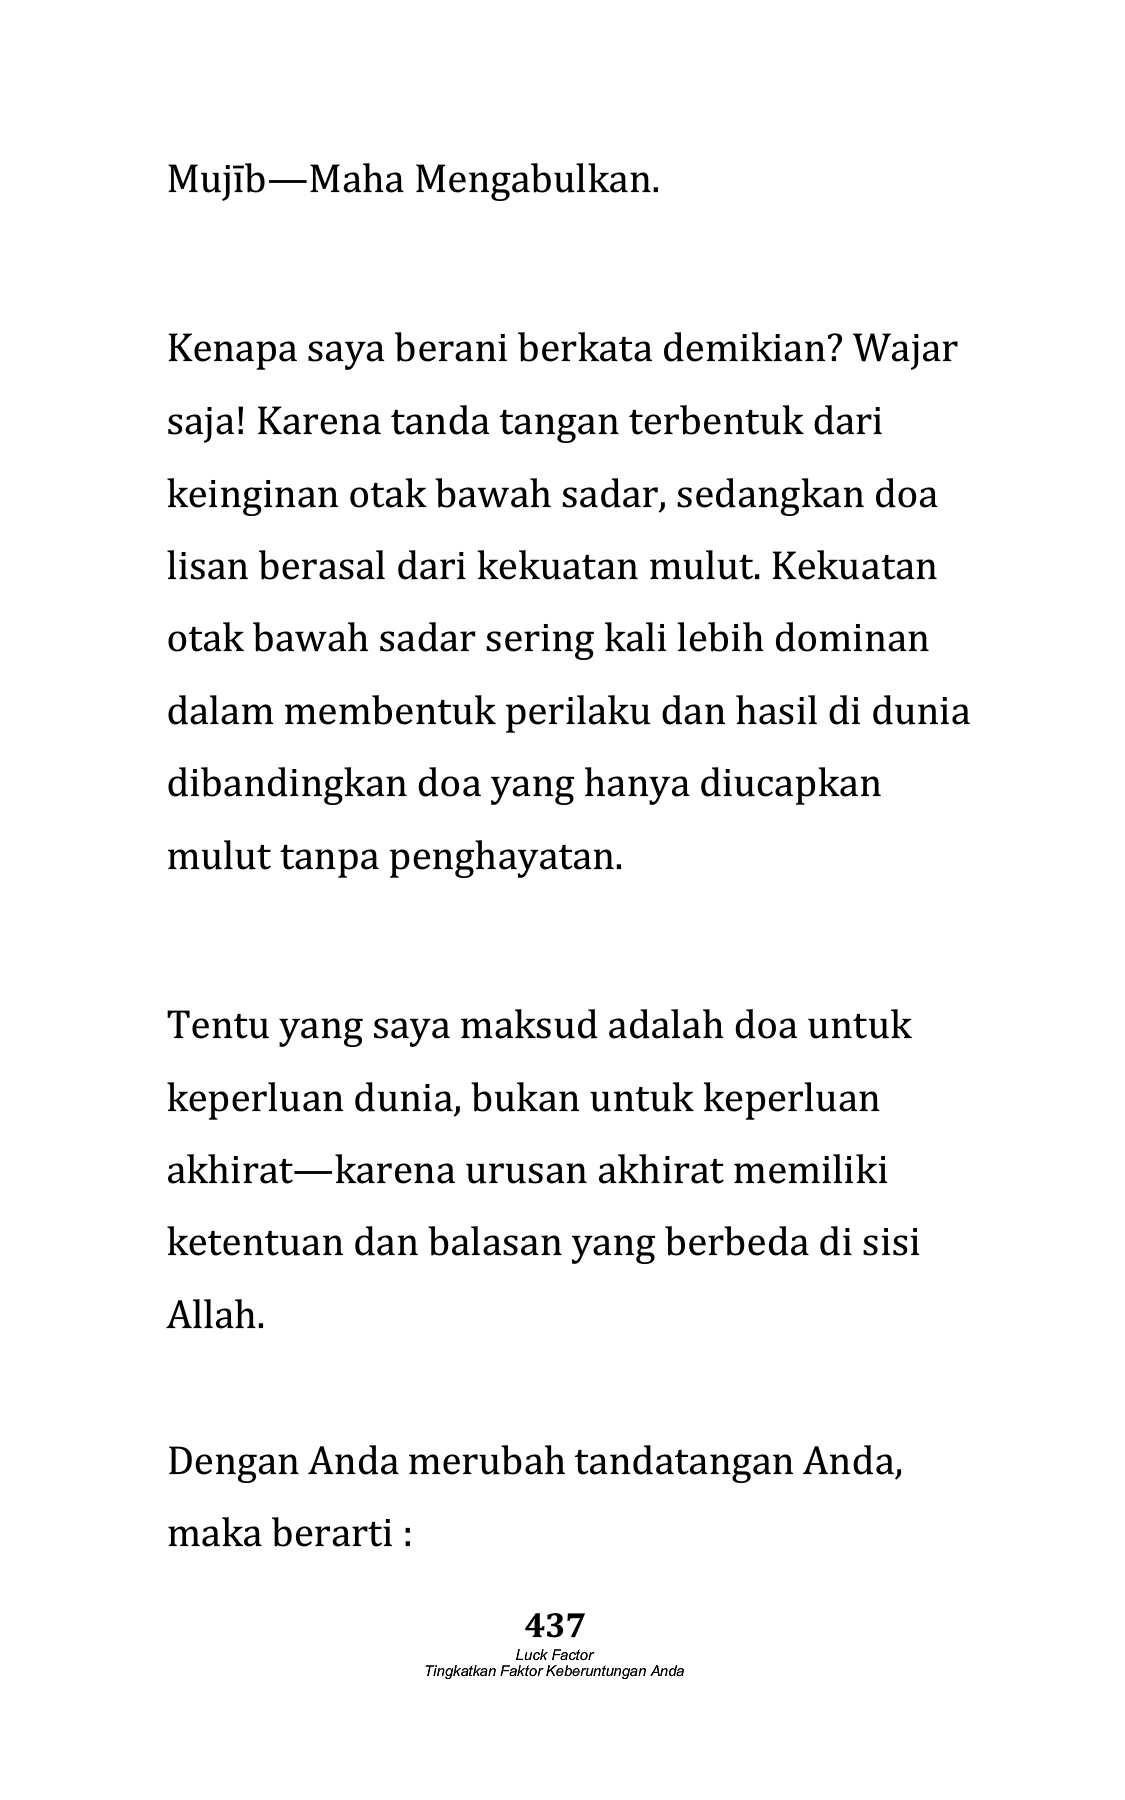 Mujīb—Maha Mengabulkan.
Kenapa saya berani berkata demikian? Wajar
saja! Karena tanda tangan terbentuk dari
keinginan otak bawah sadar, sedangkan doa
lisan berasal dari kekuatan mulut. Kekuatan
otak bawah sadar sering kali lebih dominan
dalam membentuk perilaku dan hasil di dunia
dibandingkan doa yang hanya diucapkan
mulut tanpa penghayatan.
Tentu yang saya maksud adalah doa untuk
keperluan dunia, bukan untuk keperluan
akhirat—karena urusan akhirat memiliki
ketentuan dan balasan yang berbeda di sisi
Allah.
Dengan Anda merubah tandatangan Anda,
maka berarti :
437
Luck Factor
Tingkatkan Faktor Keberuntungan Anda